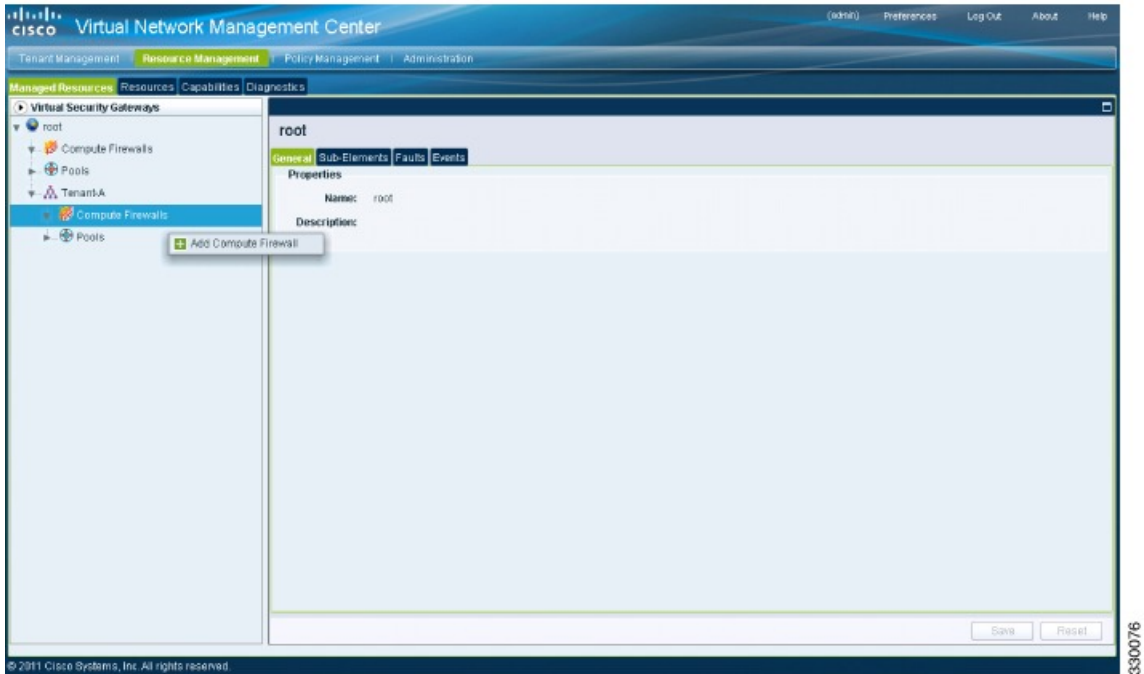 cisco Virtual Network Management Center
(admin) Preferences Log Out About Help
Tenant Management | Resource Management | Policy Management | Administration
Managed Resources Resources Capabilities Diagnostics
Virtual Security Gateways
root
Compute Firewalls
Pools
Tenant-A
Compute Firewalls
Pools
Add Compute Firewall
root
General Sub-Elements Faults Events
Properties
Name: root
Description:
Save Reset
© 2011 Cisco Systems, Inc. All rights reserved.
330076